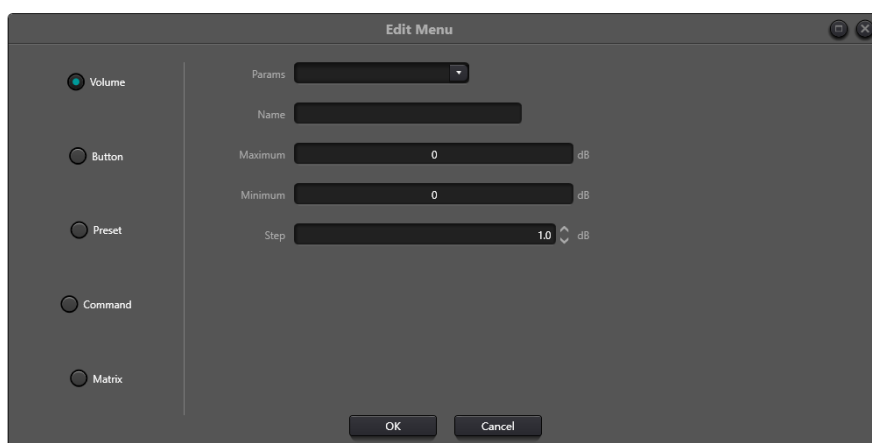 Edit Menu
Volume
Button
Preset
Command
Matrix
Params
Name
Maximum 0 dB
Minimum 0 dB
Step 1.0 dB
OK Cancel